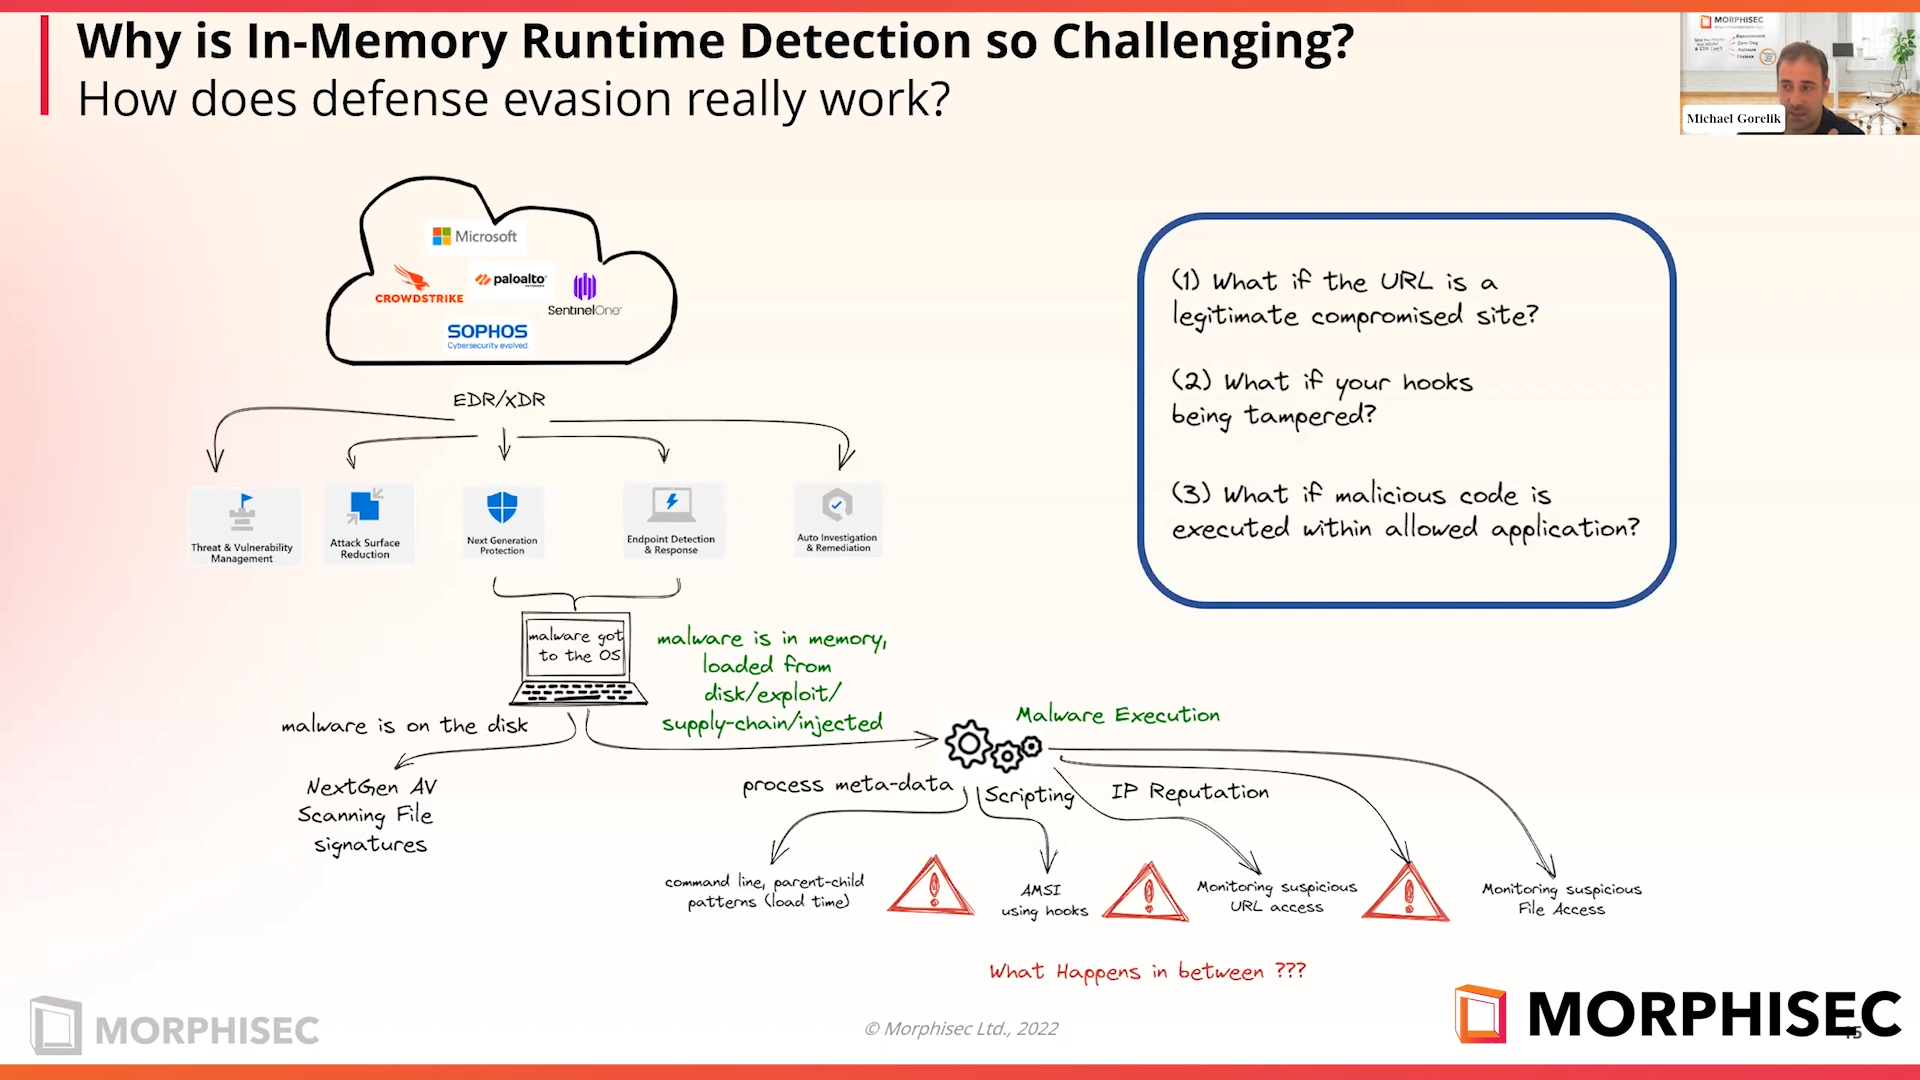 Why is In-Memory Runtime Detection so Challenging?
How does defense evasion really work?
MORPHISEC
Michael Gorelik
Microsoft
CROWDSTRIKE
paloalto
NETWORKS
SentinelOne
SOPHOS
Cybersecurity evolved.
EDR/XDR
Threat & Vulnerability
Management
Attack Surface
Reduction
Next Generation
Protection
Endpoint Detection
& Response
Auto Investigation
& Remediation
(1) What if the URL is a
legitimate compromised site?
(2) What if your hooks
being tampered?
(3) What if malicious code is
executed within allowed application?
malware got
to the OS
malware is in memory,
loaded from
disk/exploit/
supply-chain/injected
malware is on the disk
NextGen AV
Scanning File
signatures
Malware Execution
process meta-data
Scripting
IP Reputation
command line, parent-child
patterns (load time)
AMSI
using hooks
Monitoring suspicious
URL access
Monitoring suspicious
File Access
What Happens in between ???
MORPHISEC
© Morphisec Ltd., 2022
MORPHISEC
15